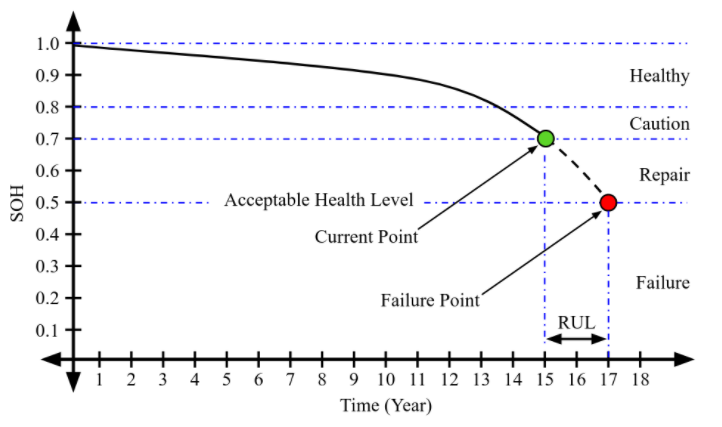 1.0
0.9
Healthy
0.8
Caution
0.7
0.6
Repair
SOH
0.5
Acceptable Health Level
0.4
Current Point
0.3
Failure
Failure Point
0.2
RUL
0.1
1 2 3 4 5 6 7 8 9 10 11 12 13 14 15 16 17 18
Time (Year)